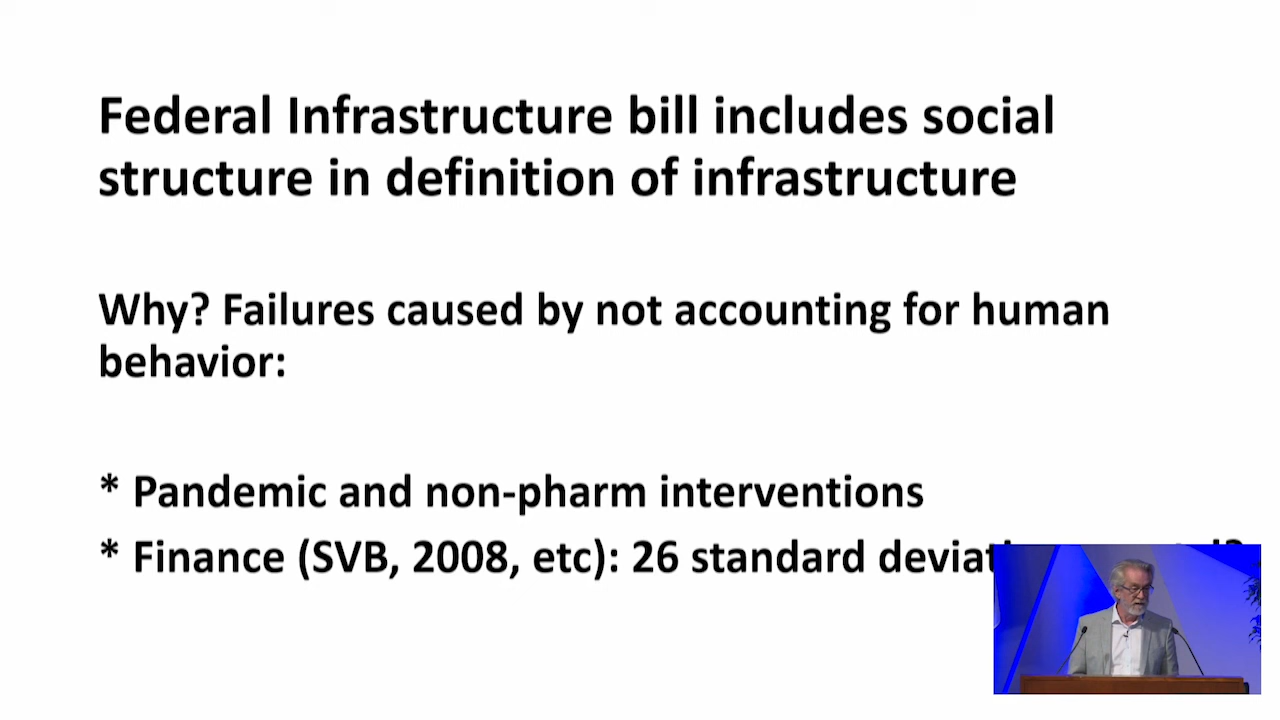 Federal Infrastructure bill includes social
structure in definition of infrastructure
Why? Failures caused by not accounting for human
behavior:
* Pandemic and non-pharm interventions
* Finance (SVB, 2008, etc): 26 standard